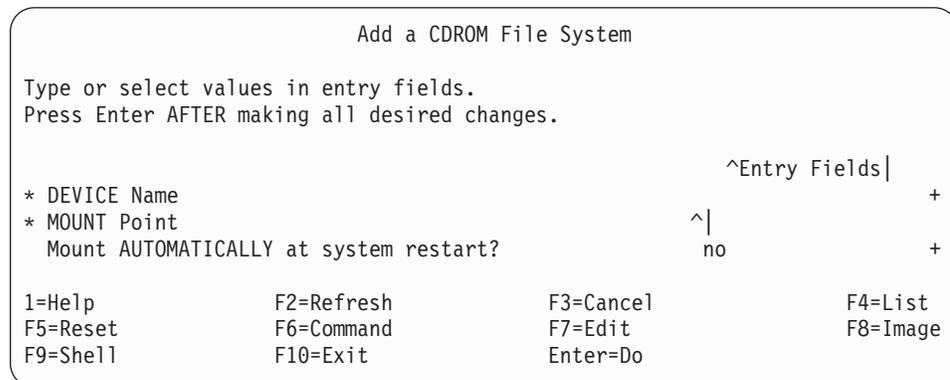 Add a CDROM File System
Type or select values in entry fields.
Press Enter AFTER making all desired changes.
^Entry Fields|
* DEVICE Name +
* MOUNT Point ^|
Mount AUTOMATICALLY at system restart? no +
1=Help F2=Refresh F3=Cancel F4=List
F5=Reset F6=Command F7=Edit F8=Image
F9=Shell F10=Exit Enter=Do